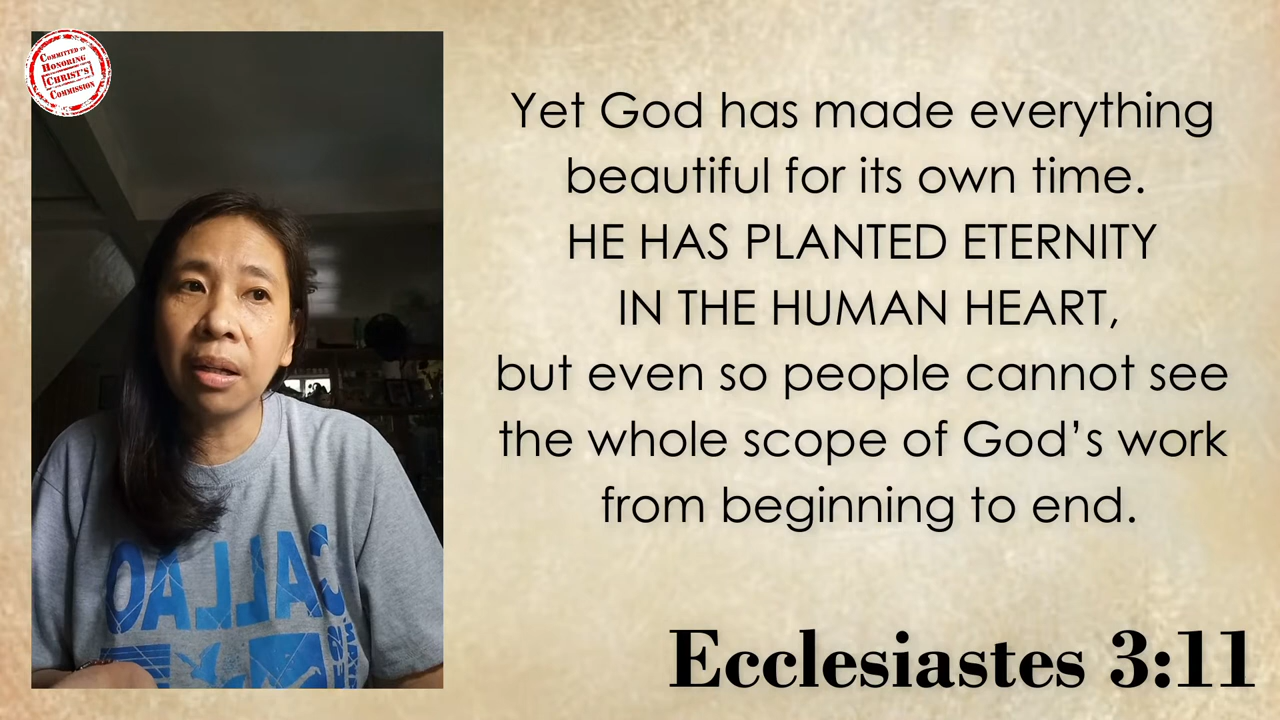 COMMITTED TO
HONORING
CHRIST'S
COMMISSION
Yet God has made everything
beautiful for its own time.
HE HAS PLANTED ETERNITY
IN THE HUMAN HEART,
but even so people cannot see
the whole scope of God’s work
from beginning to end.
Ecclesiastes 3:11
CALLAO